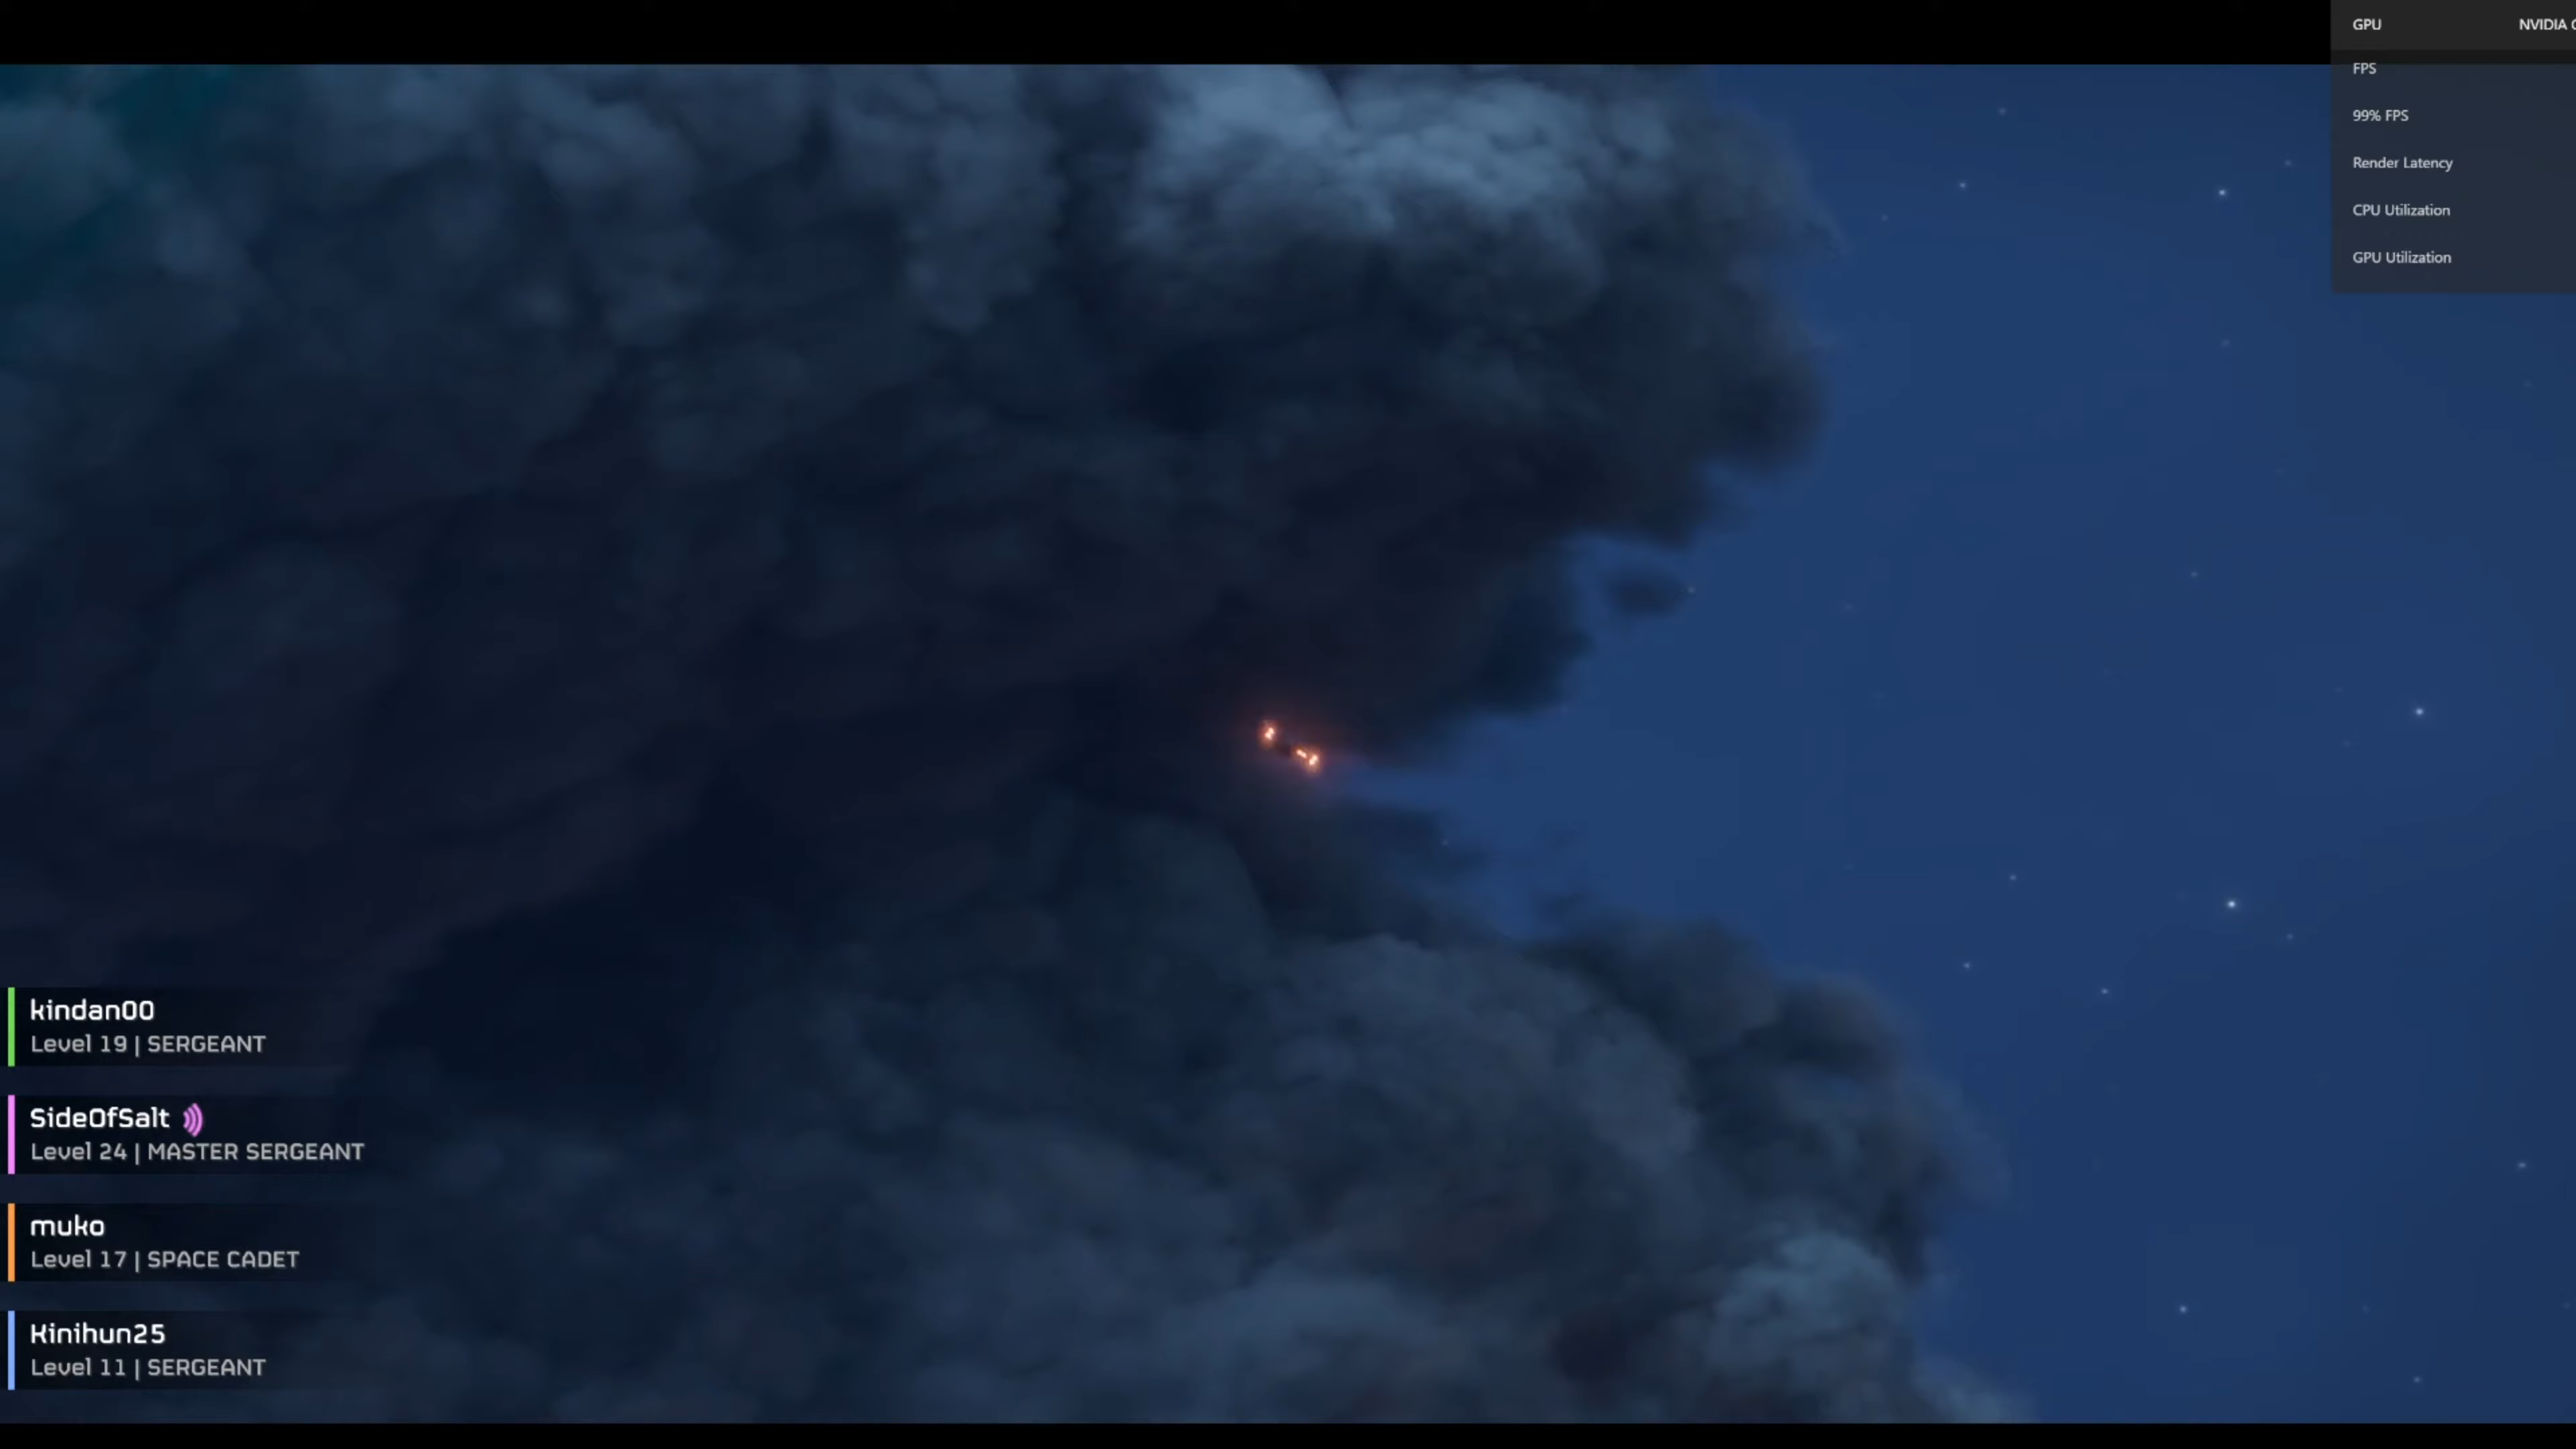 GPU NVIDIA
FPS
99% FPS
Render Latency
CPU Utilization
GPU Utilization
kindan00
Level 19 | SERGEANT
SideOfSalt
Level 24 | MASTER SERGEANT
muko
Level 17 | SPACE CADET
Kinihun25
Level 11 | SERGEANT